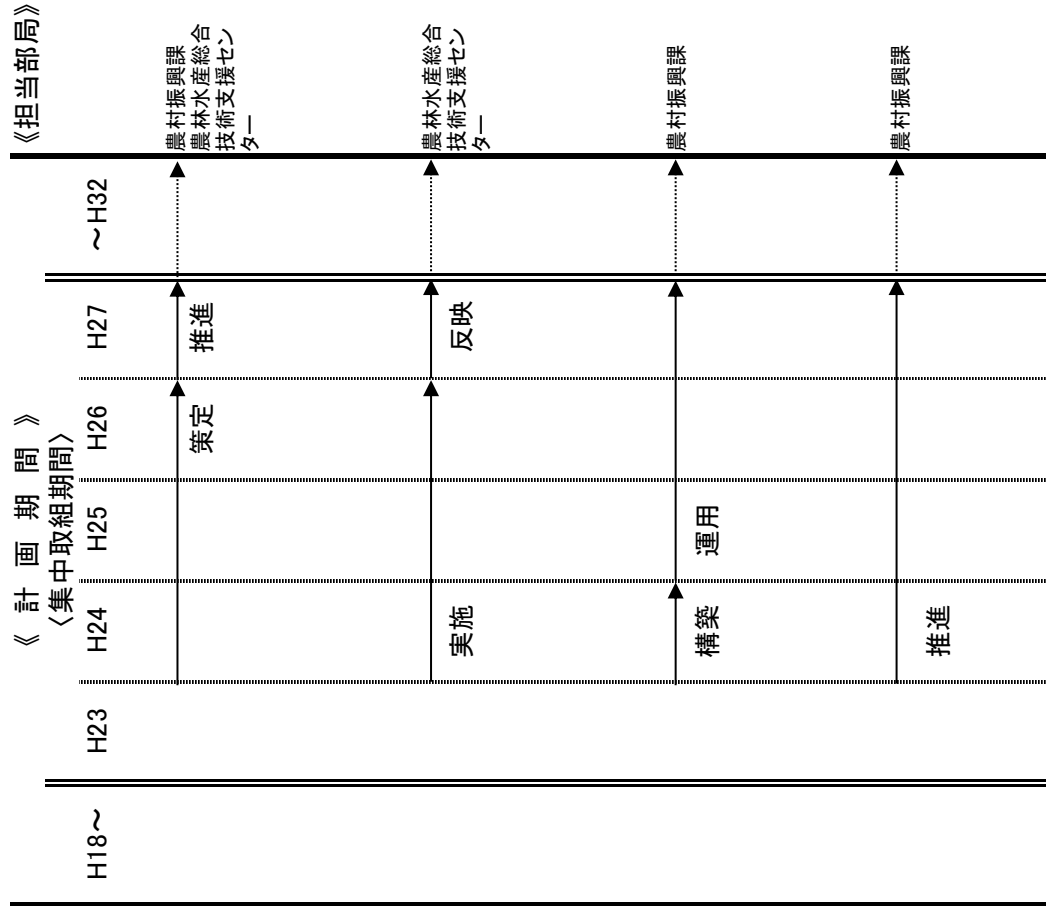 《 計 画 期 間 》
《担当部局》
〈集中取組期間〉
H18～
H23
H24
H25
H26
H27
～H32
策定
推進
農村振興課
農林水産総合
技術支援セン
ター
実施
反映
農林水産総合
技術支援セン
ター
構築
運用
農村振興課
推進
農村振興課